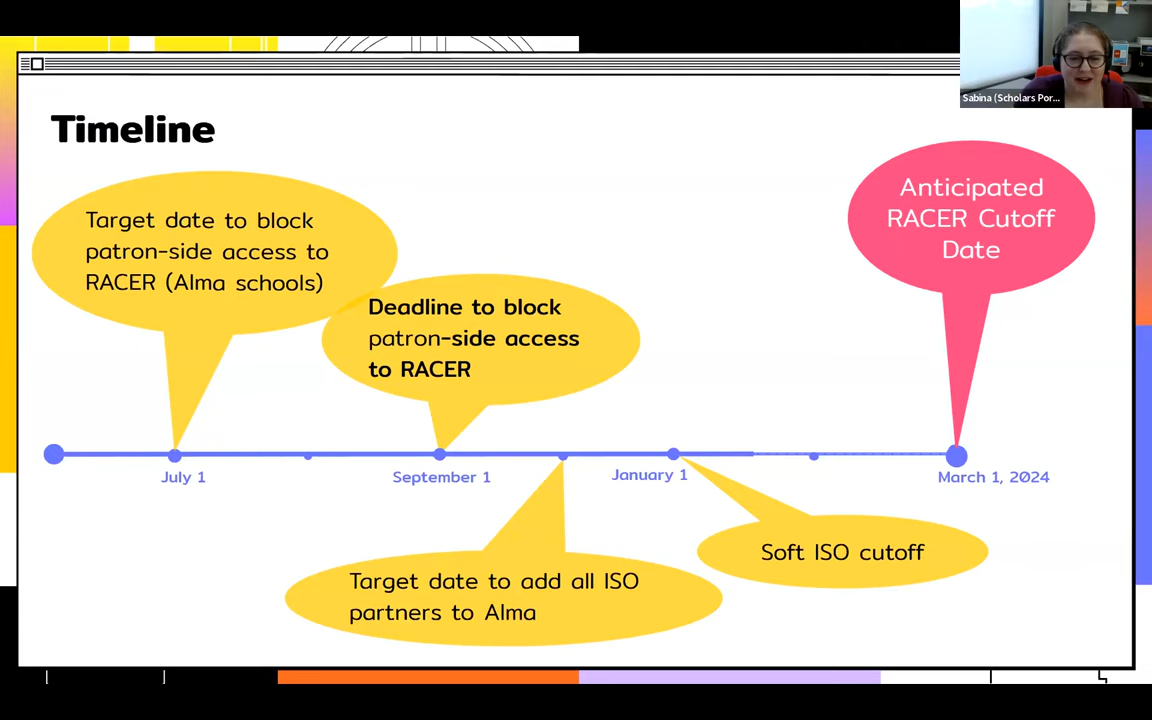 Sabina (Scholars Por...
Timeline
Target date to block
patron-side access to
RACER (Alma schools)
Deadline to block
patron-side access
to RACER
Anticipated
RACER Cutoff
Date
July 1
September 1
January 1
March 1, 2024
Soft ISO cutoff
Target date to add all ISO
partners to Alma